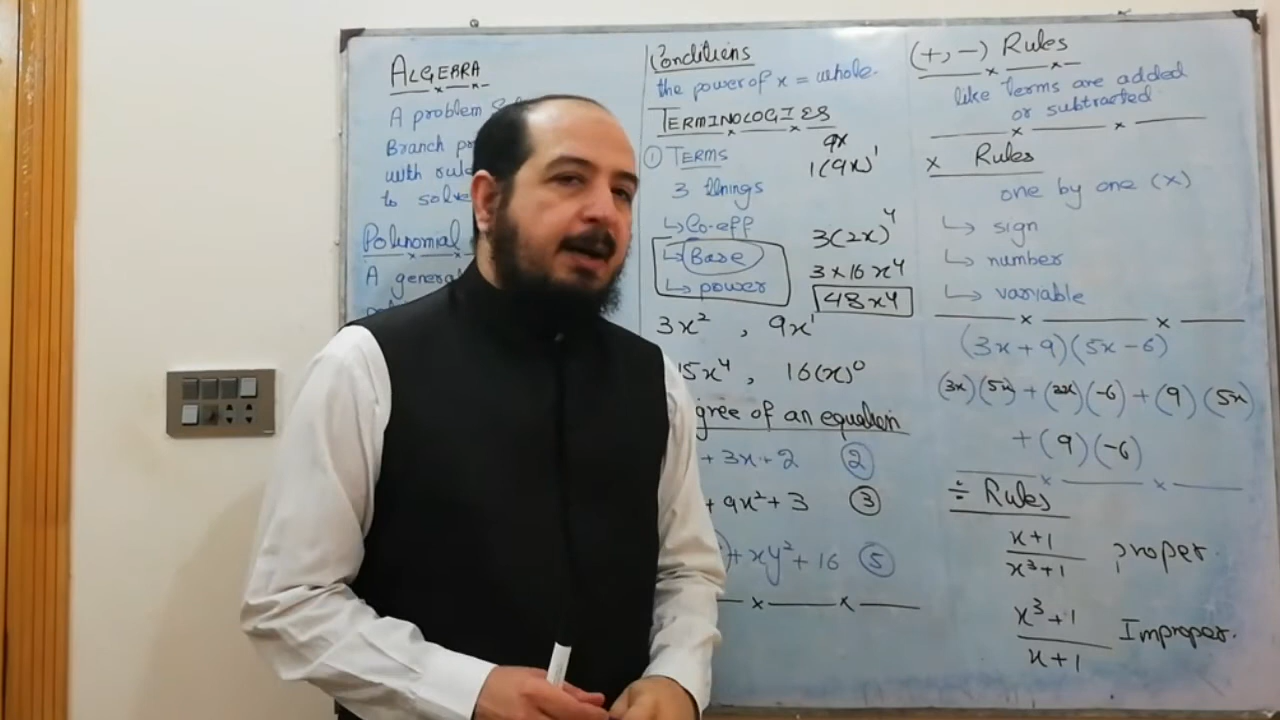 ALGEBRA
A problem
Branch
with
to solve
Polinomial
A general
Conditions
the power of x = whole.
TERMINOLOGIES
① TERMS
3 things
↳ Co-eff
↳ Base
↳ power
9x
1(9x)¹
3(2x)⁴
3×16x⁴
48x⁴
3x² , 9x¹
15x⁴ , 16(x)⁰
gree of an equation
+3x+2 ②
+9x²+3 ③
)+xy²+16 ⑤
(+,-) Rules
like terms are added
or subtracted
× Rules
one by one (x)
↳ sign
↳ number
↳ varyable
(3x+9)(5x-6)
(3x)(5x)+(3x)(-6)+(9)(5x)
+(9)(-6)
÷ Rules
x+1
x³+1
proper.
x³+1
x+1
Improper.